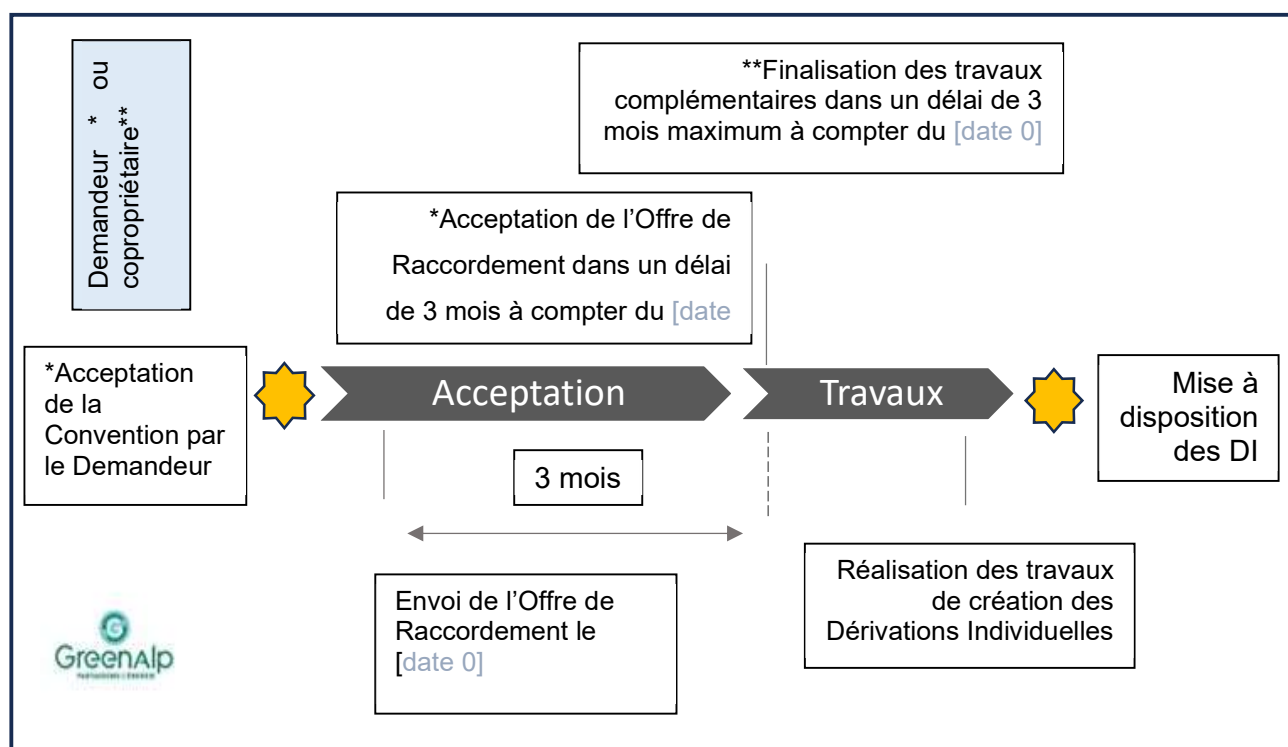 Demandeur * ou
copropriétaire**
**Finalisation des travaux
complémentaires dans un délai de 3
mois maximum à compter du [date 0]
*Acceptation de l’Offre de
Raccordement dans un délai
de 3 mois à compter du [date
*Acceptation
de la
Convention par
le Demandeur
Acceptation
Travaux
Mise à
disposition
des DI
3 mois
Envoi de l’Offre de
Raccordement le
[date 0]
Réalisation des travaux
de création des
Dérivations Individuelles
GreenAlp